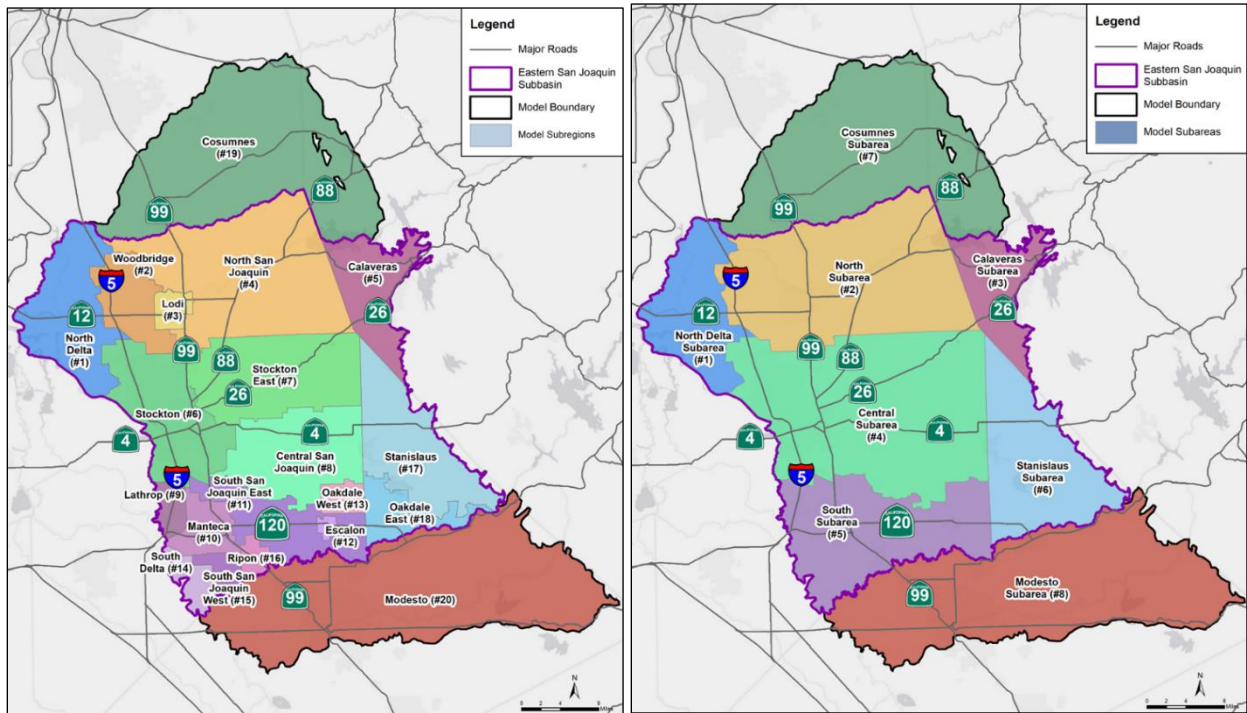 Legend
Major Roads
Eastern San Joaquin
Subbasin
Model Boundary
Model Subregions
Cosumnes
(#19)
88
99
Woodbridge
(#2)
North San
Joaquin
(#4)
Calaveras
(#5)
5
Lodi
(#3)
12
26
North
Delta
(#1)
99
88
Stockton
East (#7)
26
Stockton (#6)
4
4
Central San
Joaquin (#8)
Stanislaus
(#17)
5
Lathrop (#9)
South San
Joaquin East
(#11)
Oakdale
West (#13)
Oakdale
East (#18)
Manteca
(#10)
120
Escalon
(#12)
South
Delta (#14)
Ripon (#16)
South San
Joaquin
West (#15)
99
Modesto (#20)
N
0 2 4 8
Miles
Legend
Major Roads
Eastern San Joaquin
Subbasin
Model Boundary
Model Subareas
Cosumnes
Subarea
(#7)
88
99
North
Subarea
(#2)
Calaveras
Subarea
(#3)
5
12
26
North Delta
Subarea
(#1)
99
88
26
Central
Subarea
(#4)
4
4
5
Stanislaus
Subarea
(#6)
South
Subarea
(#5)
120
99
Modesto
Subarea (#8)
N
Miles